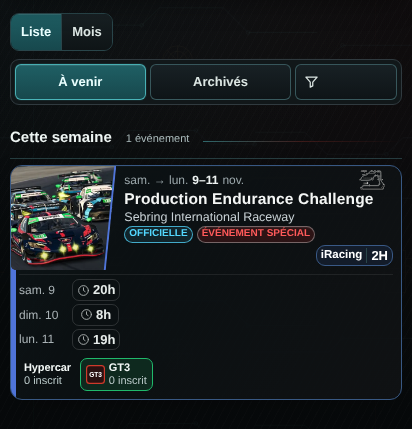 Liste
Mois
À venir
Archivés
Cette semaine
1 événement
sam. → lun. 9–11 nov.
Production Endurance Challenge
Sebring International Raceway
OFFICIELLE
ÉVÉNEMENT SPÉCIAL
iRacing
2H
sam. 9
20h
dim. 10
8h
lun. 11
19h
Hypercar
0 inscrit
GT3
GT3
0 inscrit